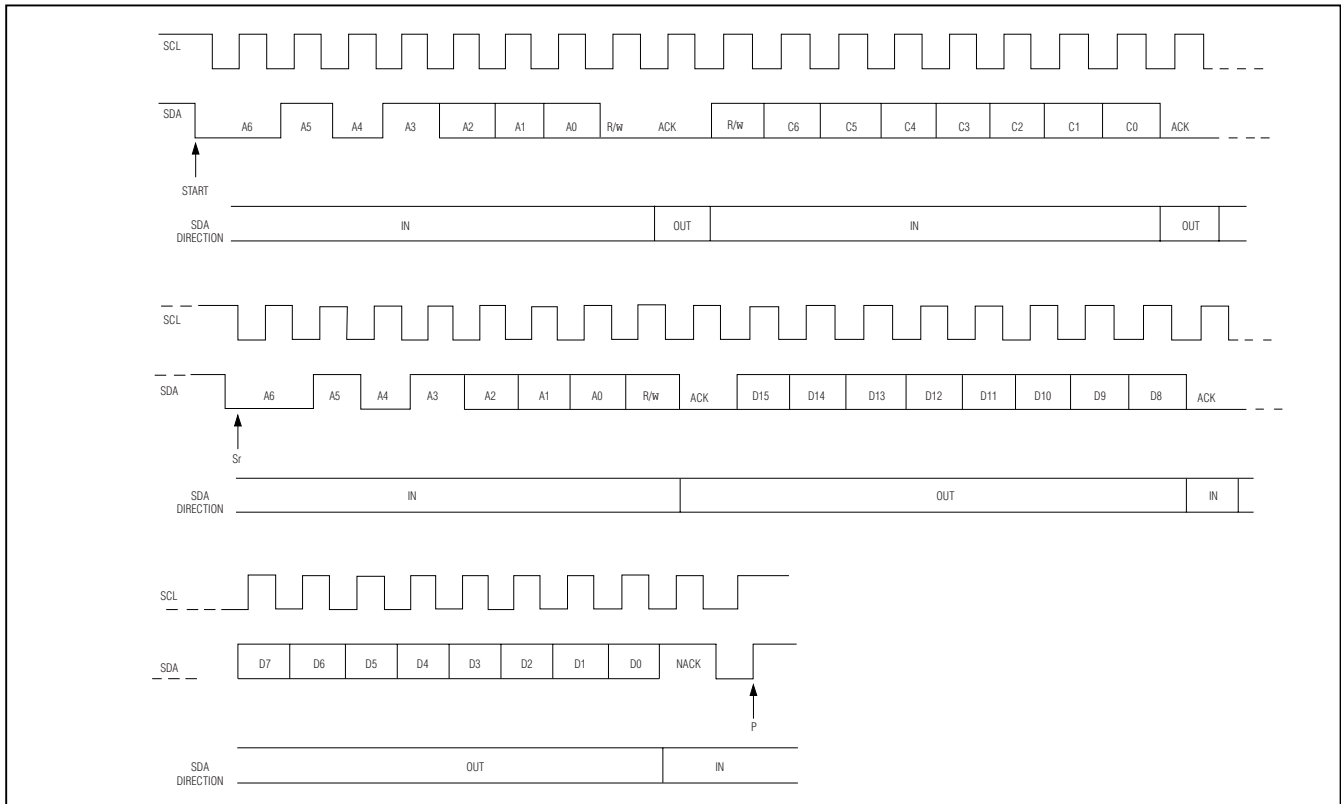 SCL
SDA A6 A5 A4 A3 A2 A1 A0 R/W ACK R/W C6 C5 C4 C3 C2 C1 C0 ACK
START
SDA DIRECTION IN OUT IN OUT
SCL
SDA A6 A5 A4 A3 A2 A1 A0 R/W ACK D15 D14 D13 D12 D11 D10 D9 D8 ACK
Sr
SDA DIRECTION IN OUT IN
SCL
SDA D7 D6 D5 D4 D3 D2 D1 D0 NACK
P
SDA DIRECTION OUT IN